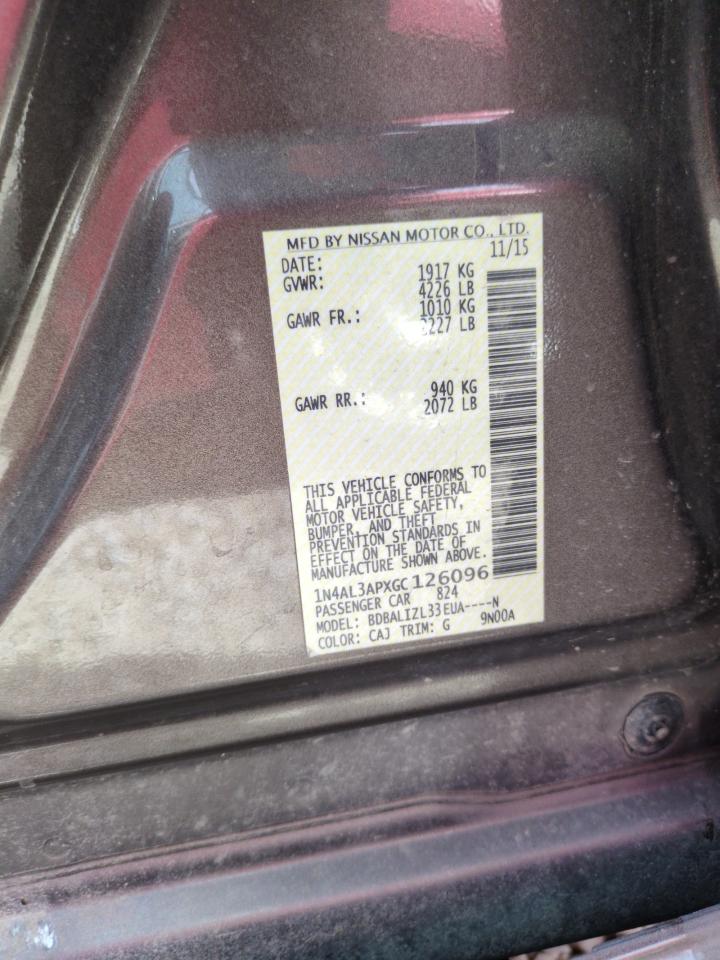 MFD BY NISSAN MOTOR CO., LTD.
DATE: 11/15
GVWR: 1917 KG
4226 LB
GAWR FR.: 1010 KG
2227 LB
GAWR RR.: 940 KG
2072 LB
THIS VEHICLE CONFORMS TO
ALL APPLICABLE FEDERAL
MOTOR VEHICLE SAFETY,
BUMPER, AND THEFT
PREVENTION STANDARDS IN
EFFECT ON THE DATE OF
MANUFACTURE SHOWN ABOVE.
1N4AL3APXGC126096
PASSENGER CAR 824
MODEL: BDBALIZL33EUA----N
COLOR: CAJ TRIM: G 9N00A